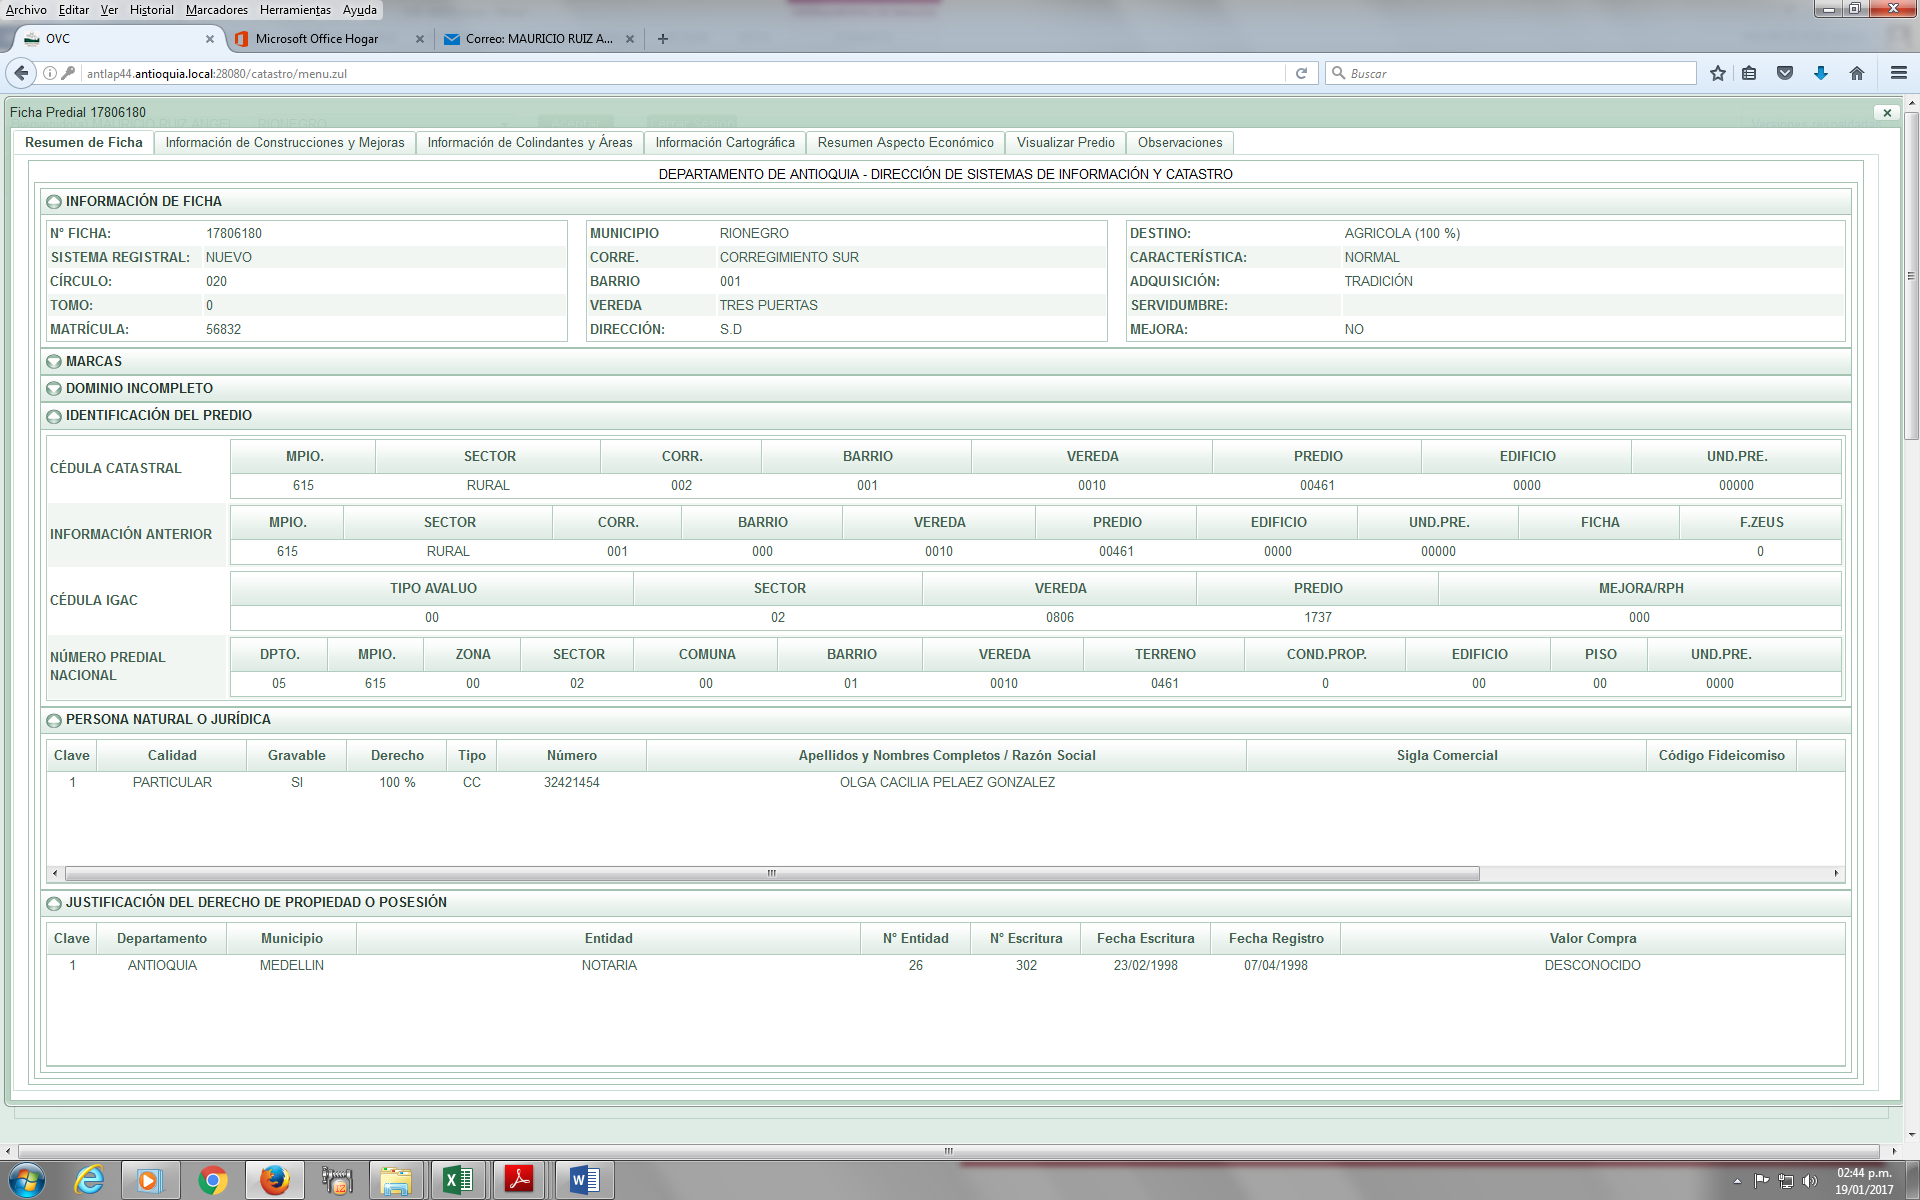 Archivo Editar Ver Historial Marcadores Herramientas Ayuda
OVC
Microsoft Office Hogar
Correo: MAURICIO RUIZ A...
antlap44.antioquia.local:28080/catastro/menu.zul
Buscar
Ficha Predial 17806180
Resumen de Ficha
Información de Construcciones y Mejoras
Información de Colindantes y Áreas
Información Cartográfica
Resumen Aspecto Económico
Visualizar Predio
Observaciones
DEPARTAMENTO DE ANTIOQUIA - DIRECCIÓN DE SISTEMAS DE INFORMACIÓN Y CATASTRO
INFORMACIÓN DE FICHA
N° FICHA: 17806180 MUNICIPIO RIONEGRO DESTINO: AGRICOLA (100 %)
SISTEMA REGISTRAL: NUEVO CORRE. CORREGIMIENTO SUR CARACTERÍSTICA: NORMAL
CÍRCULO: 020 BARRIO 001 ADQUISICIÓN: TRADICIÓN
TOMO: 0 VEREDA TRES PUERTAS SERVIDUMBRE:
MATRÍCULA: 56832 DIRECCIÓN: S.D MEJORA: NO
MARCAS
DOMINIO INCOMPLETO
IDENTIFICACIÓN DEL PREDIO
CÉDULA CATASTRAL
MPIO. SECTOR CORR. BARRIO VEREDA PREDIO EDIFICIO UND.PRE.
615 RURAL 002 001 0010 00461 0000 00000
INFORMACIÓN ANTERIOR
MPIO. SECTOR CORR. BARRIO VEREDA PREDIO EDIFICIO UND.PRE. FICHA F.ZEUS
615 RURAL 001 000 0010 00461 0000 00000 0
CÉDULA IGAC
TIPO AVALUO SECTOR VEREDA PREDIO MEJORA/RPH
00 02 0806 1737 000
NÚMERO PREDIAL
NACIONAL
DPTO. MPIO. ZONA SECTOR COMUNA BARRIO VEREDA TERRENO COND.PROP. EDIFICIO PISO UND.PRE.
05 615 00 02 00 01 0010 0461 0 00 00 0000
PERSONA NATURAL O JURÍDICA
Clave Calidad Gravable Derecho Tipo Número Apellidos y Nombres Completos / Razón Social Sigla Comercial Código Fideicomiso
1 PARTICULAR SI 100 % CC 32421454 OLGA CACILIA PELAEZ GONZALEZ
JUSTIFICACIÓN DEL DERECHO DE PROPIEDAD O POSESIÓN
Clave Departamento Municipio Entidad N° Entidad N° Escritura Fecha Escritura Fecha Registro Valor Compra
1 ANTIOQUIA MEDELLIN NOTARIA 26 302 23/02/1998 07/04/1998 DESCONOCIDO
02:44 p.m.
19/01/2017